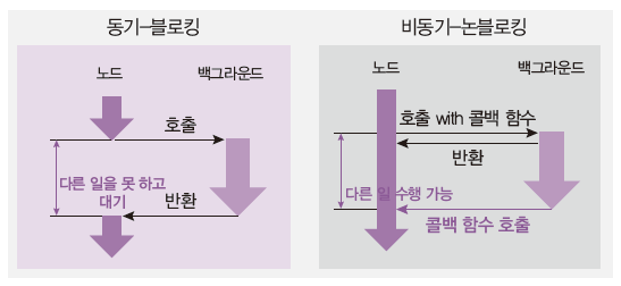 동기-블로킹
노드
백그라운드
호출
다른 일을 못 하고
대기
반환
비동기-논블로킹
노드
백그라운드
호출 with 콜백 함수
반환
다른 일 수행 가능
콜백 함수 호출